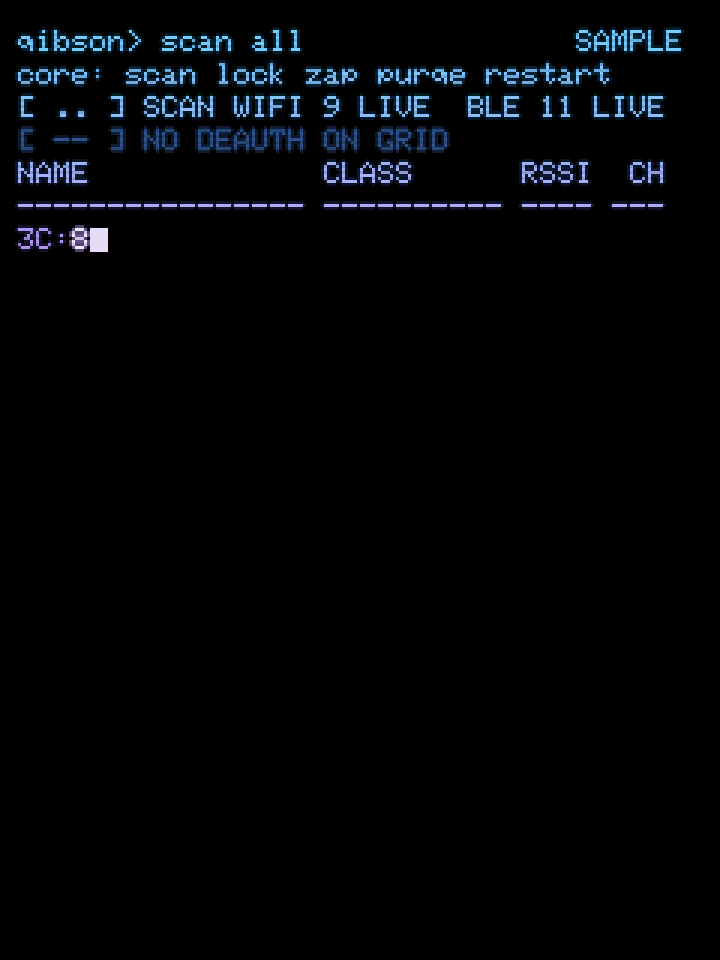 gibson> scan all SAMPLE
core: scan lock zap purge restart
[ .. ] SCAN WIFI 9 LIVE  BLE 11 LIVE
[ -- ] NO DEAUTH ON GRID
NAME CLASS RSSI CH
---------------- ---------- ---- ---
3C:8